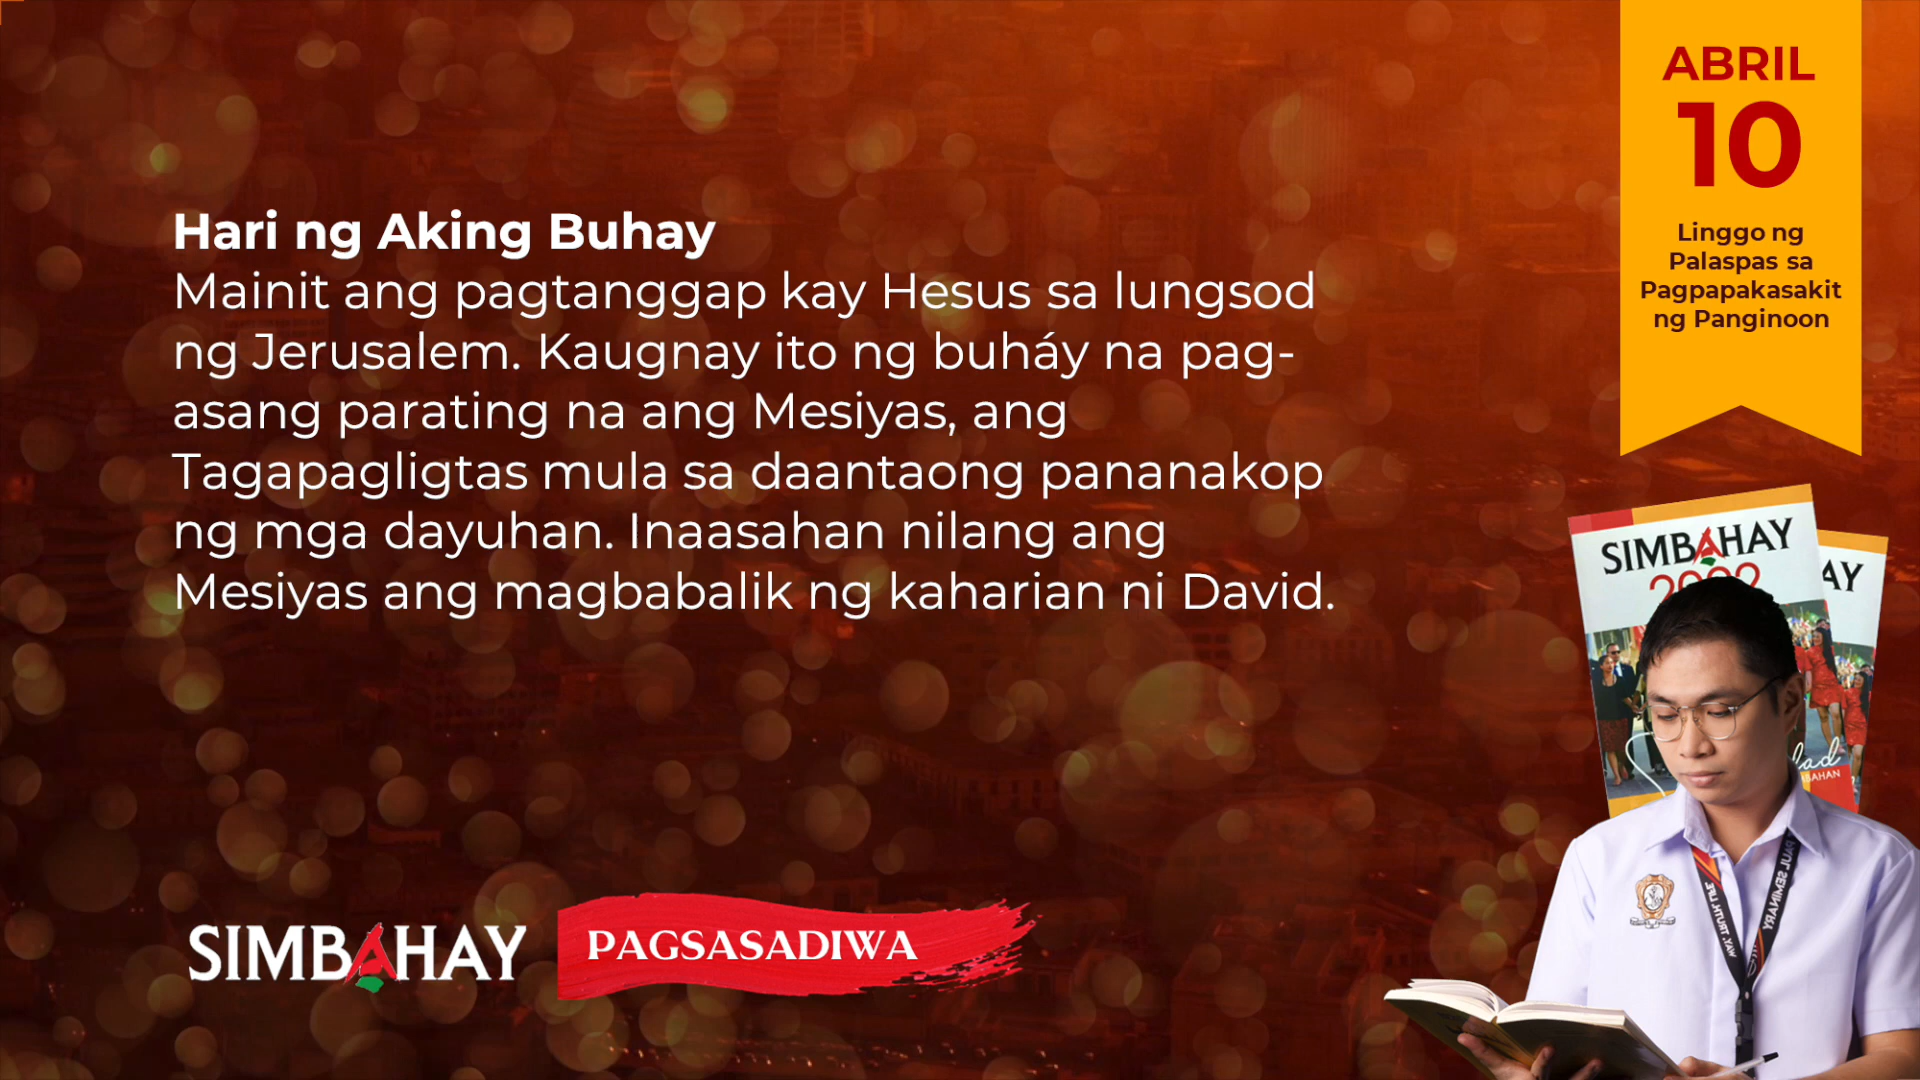 ABRIL
10
Linggo ng
Palaspas sa
Pagpapakasakit
ng Panginoon
Hari ng Aking Buhay
Mainit ang pagtanggap kay Hesus sa lungsod
ng Jerusalem. Kaugnay ito ng buháy na pag-
asang parating na ang Mesiyas, ang
Tagapagligtas mula sa daantaong pananakop
ng mga dayuhan. Inaasahan nilang ang
Mesiyas ang magbabalik ng kaharian ni David.
SIMBAHAY
SIMBAHAY
PAGSASADIWA